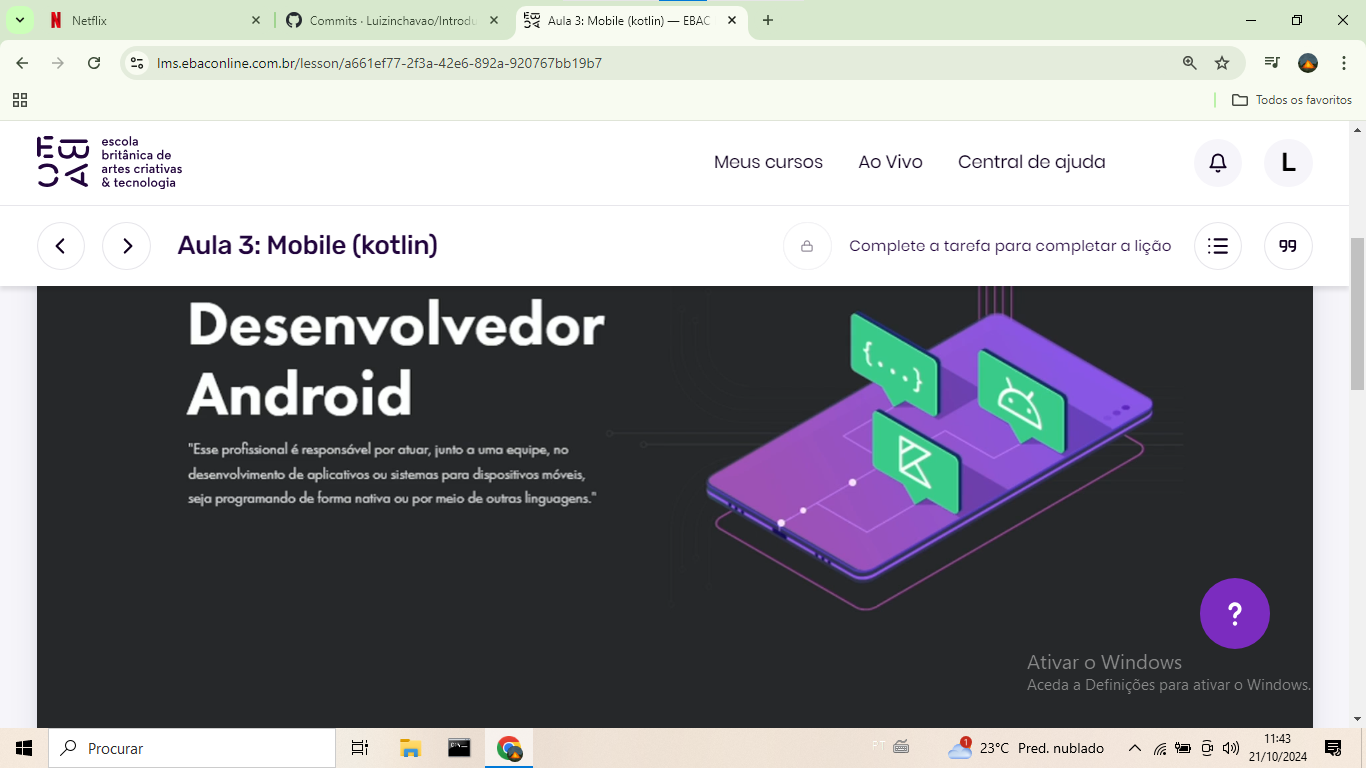 Netflix
Commits · Luizinchavao/Introdu
Aula 3: Mobile (kotlin) — EBAC
lms.ebaconline.com.br/lesson/a661ef77-2f3a-42e6-892a-920767bb19b7
Todos os favoritos
EBAC
escola
britânica de
artes criativas
& tecnologia
Meus cursos
Ao Vivo
Central de ajuda
L
Aula 3: Mobile (kotlin)
Complete a tarefa para completar a lição
Desenvolvedor
Android
"Esse profissional é responsável por atuar, junto a uma equipe, no
desenvolvimento de aplicativos ou sistemas para dispositivos móveis,
seja programando de forma nativa ou por meio de outras linguagens."
{...}
?
Ativar o Windows
Aceda a Definições para ativar o Windows.
Procurar
PT
1
23°C Pred. nublado
11:43
21/10/2024